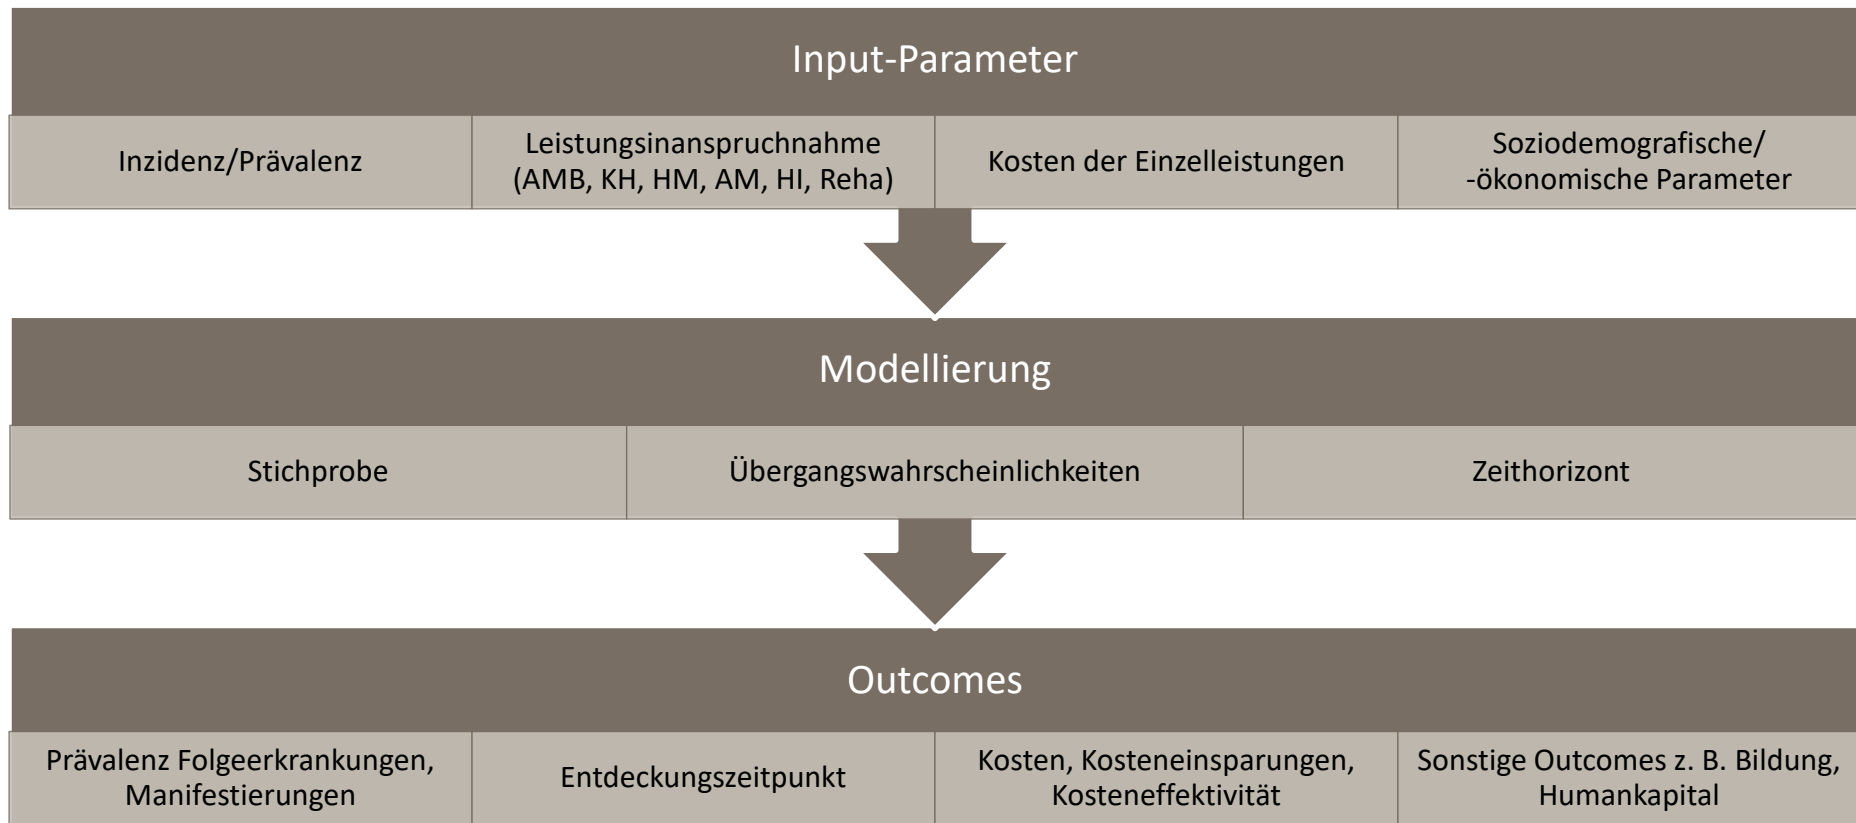 Input-Parameter
Inzidenz/Prävalenz
Leistungsinanspruchnahme
(AMB, KH, HM, AM, HI, Reha)
Kosten der Einzelleistungen
Soziodemografische/
-ökonomische Parameter
Modellierung
Stichprobe
Übergangswahrscheinlichkeiten
Zeithorizont
Outcomes
Prävalenz Folgeerkrankungen,
Manifestierungen
Entdeckungszeitpunkt
Kosten, Kosteneinsparungen,
Kosteneffektivität
Sonstige Outcomes z. B. Bildung,
Humankapital